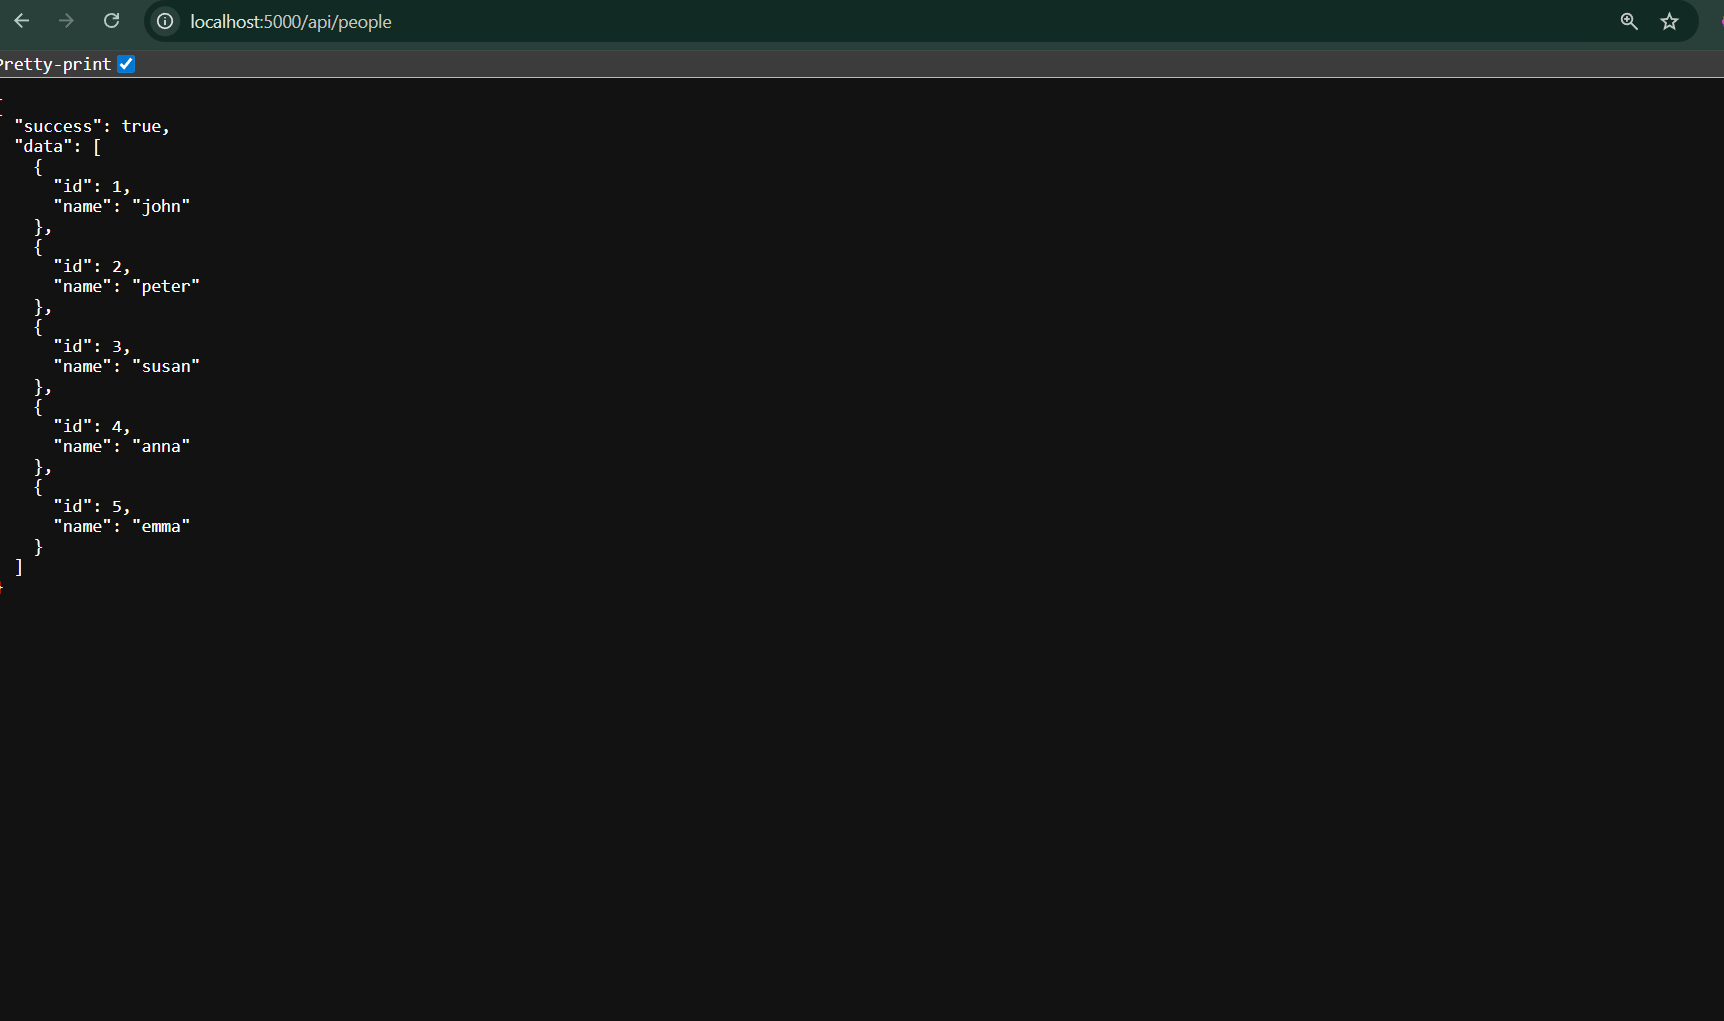 localhost:5000/api/people
Pretty-print
{
"success": true,
"data": [
{
"id": 1,
"name": "john"
},
{
"id": 2,
"name": "peter"
},
{
"id": 3,
"name": "susan"
},
{
"id": 4,
"name": "anna"
},
{
"id": 5,
"name": "emma"
}
]
}